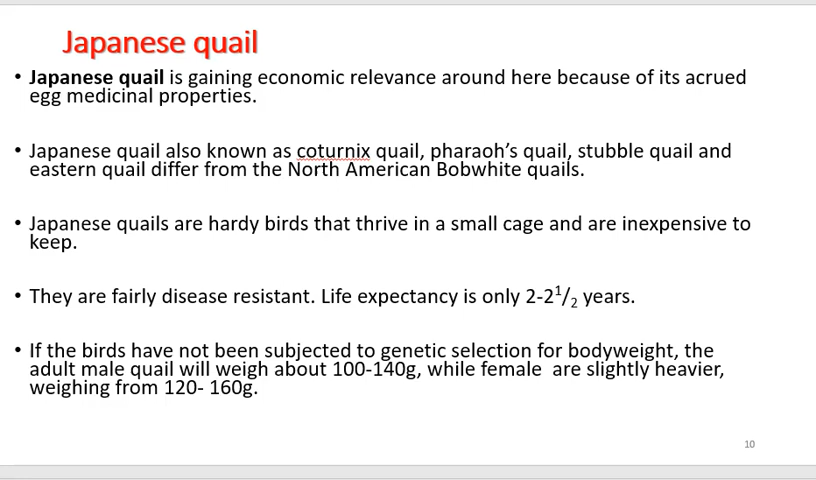 Japanese quail
• Japanese quail is gaining economic relevance around here because of its acrued
egg medicinal properties.
• Japanese quail also known as coturnix quail, pharaoh's quail, stubble quail and
eastern quail differ from the North American Bobwhite quails.
• Japanese quails are hardy birds that thrive in a small cage and are inexpensive to
keep.
• They are fairly disease resistant. Life expectancy is only 2-2¹/₂ years.
• If the birds have not been subjected to genetic selection for bodyweight, the
adult male quail will weigh about 100-140g, while female  are slightly heavier,
weighing from 120- 160g.
10